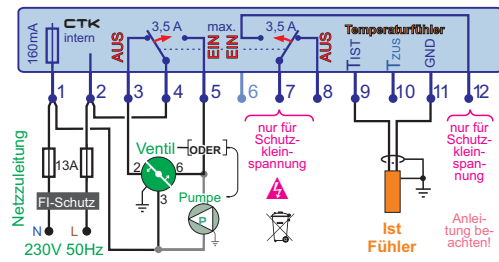 160mA
CTK
intern
AUS
3,5 A
max.
EIN
EIN
3,5 A
AUS
Temperaturfühler
TIST
TZUS
GND
1
2
3
4
5
6
7
8
9
10
11
12
Netzzuleitung
13A
FI-Schutz
N
L
230V 50Hz
Ventil
ODER
2
6
3
Pumpe
P
nur für
Schutz-
klein-
spannung
Ist
Fühler
nur für
Schutz-
klein-
span-
nung
Anlei-
tung be-
achten!